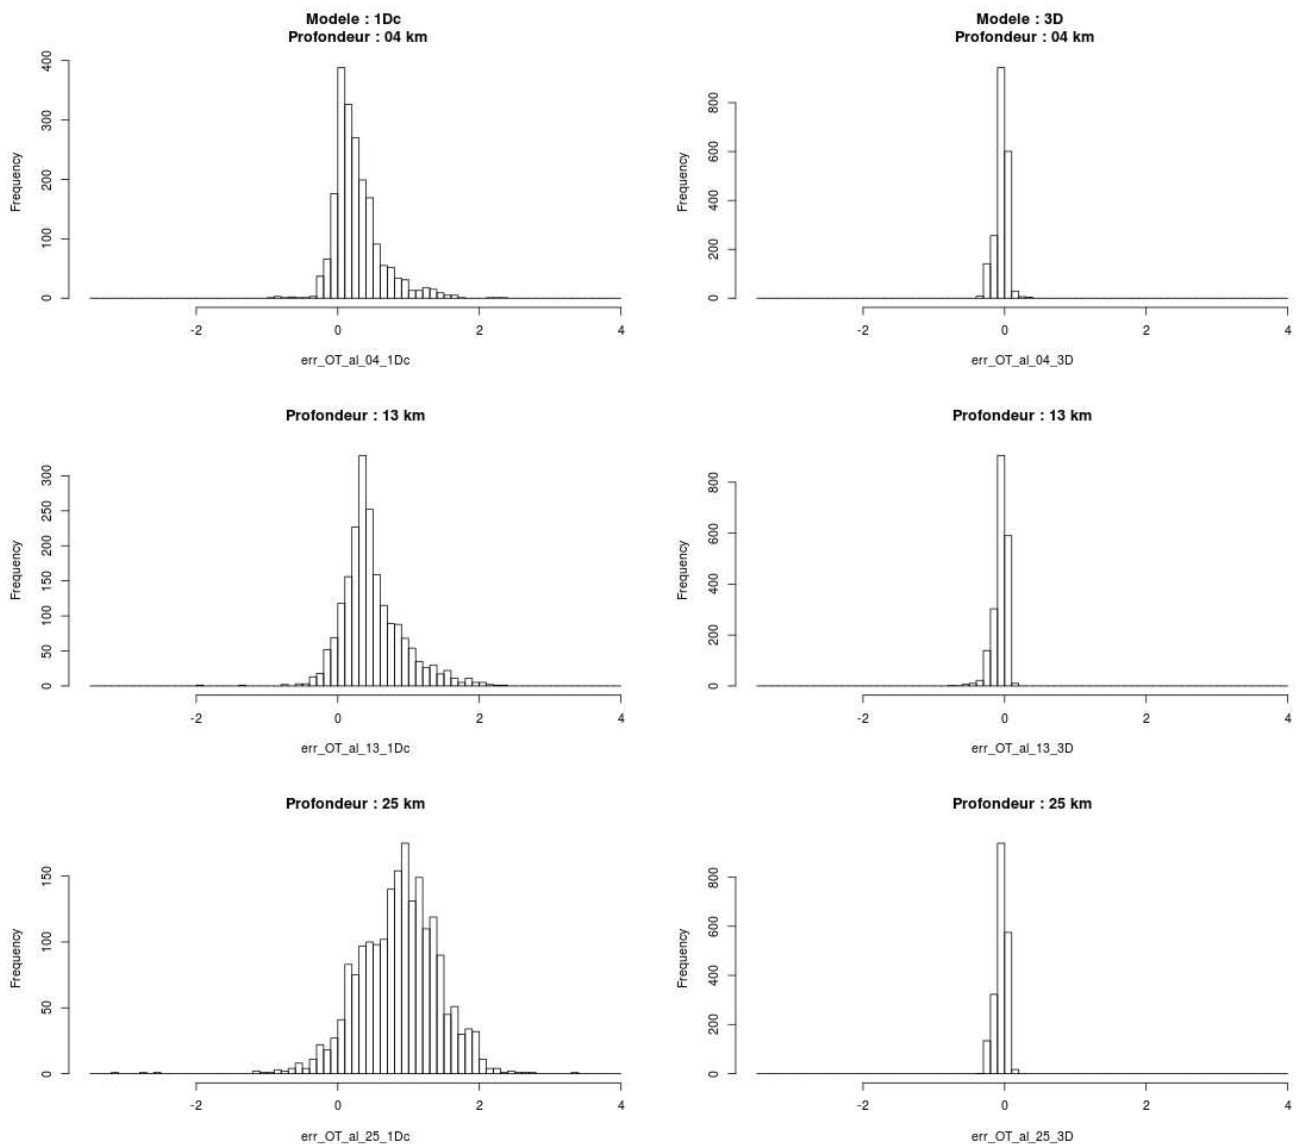 Modele : 1Dc
Profondeur : 04 km
Frequency
0
100
200
300
400
-2
0
2
4
err_OT_al_04_1Dc
Modele : 3D
Profondeur : 04 km
Frequency
0
200
400
600
800
-2
0
2
4
err_OT_al_04_3D
Profondeur : 13 km
Frequency
0
50
100
150
200
250
300
-2
0
2
4
err_OT_al_13_1Dc
Profondeur : 13 km
Frequency
0
200
400
600
800
-2
0
2
4
err_OT_al_13_3D
Profondeur : 25 km
Frequency
0
50
100
150
-2
0
2
4
err_OT_al_25_1Dc
Profondeur : 25 km
Frequency
0
200
400
600
800
-2
0
2
4
err_OT_al_25_3D